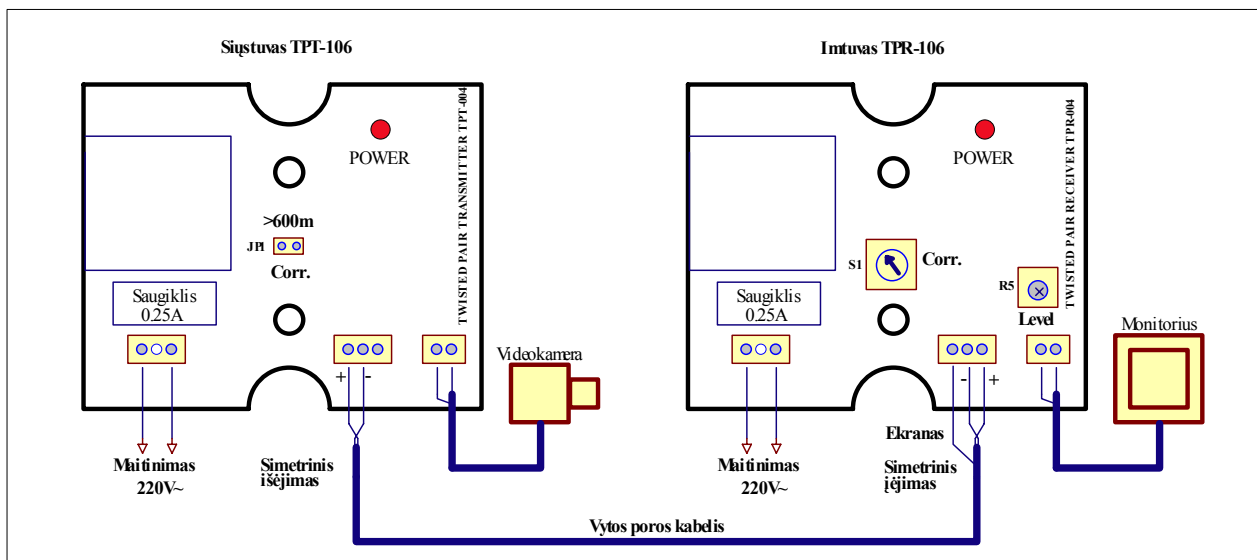 Siųstuvas TPT-106
POWER
TWISTED PAIR TRANSMITTER TPT-004
>600m
JP1
Corr.
Saugiklis
0.25A
+ -
Videokamera
Maitinimas
220V~
Simetrinis
išėjimas
Imtuvas TPR-106
POWER
TWISTED PAIR RECEIVER TPR-004
S1
Corr.
R5
Level
Saugiklis
0.25A
- +
Monitorius
Maitinimas
220V~
Ekranas
Simetrinis
įėjimas
Vytos poros kabelis